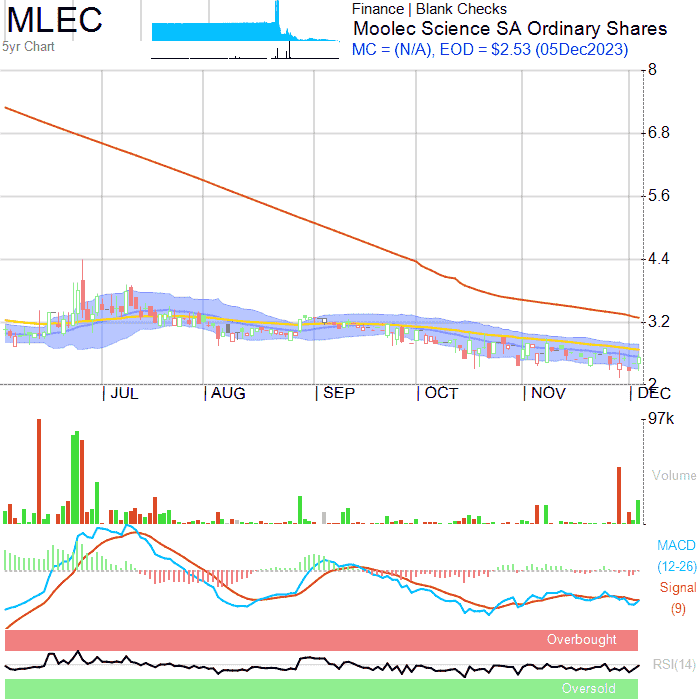 MLEC
5yr Chart
Finance | Blank Checks
Moolec Science SA Ordinary Shares
MC = (N/A), EOD = $2.53 (05Dec2023)
8
6.8
5.6
4.4
3.2
2
JUL AUG SEP OCT NOV DEC
97k
Volume
MACD
(12-26)
Signal
(9)
Overbought
RSI(14)
Oversold